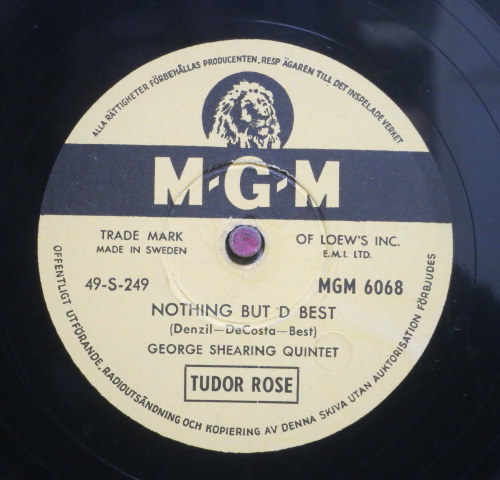 ALLA RÄTTIGHETER FÖRBEHÅLLAS PRODUCENTEN, RESP ÄGAREN TILL DET INSPELADE VERKET
M-G-M
TRADE MARK
MADE IN SWEDEN
OF LOEW'S INC.
E.M.I. LTD.
49-S-249
MGM 6068
NOTHING BUT D BEST
(Denzil—DeCosta—Best)
GEORGE SHEARING QUINTET
TUDOR ROSE
OFFENTLIGT UTFÖRANDE, RADIOUTSÄNDNING OCH KOPIERING AV DENNA SKIVA UTAN AUKTORISATION FÖRBJUDES